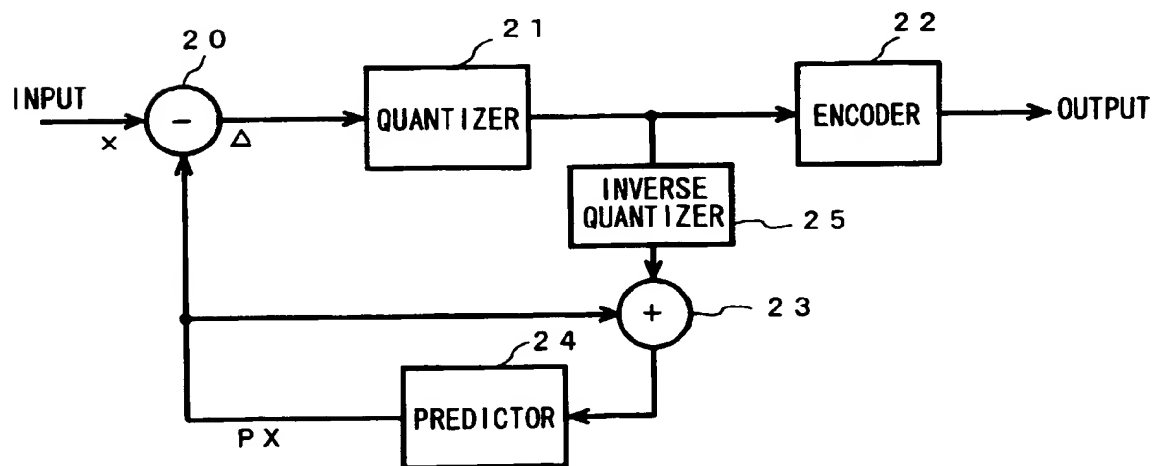 20
21
22
INPUT
-
QUANTIZER
ENCODER
OUTPUT
x
Δ
INVERSE
QUANTIZER
25
+
23
24
PREDICTOR
PX